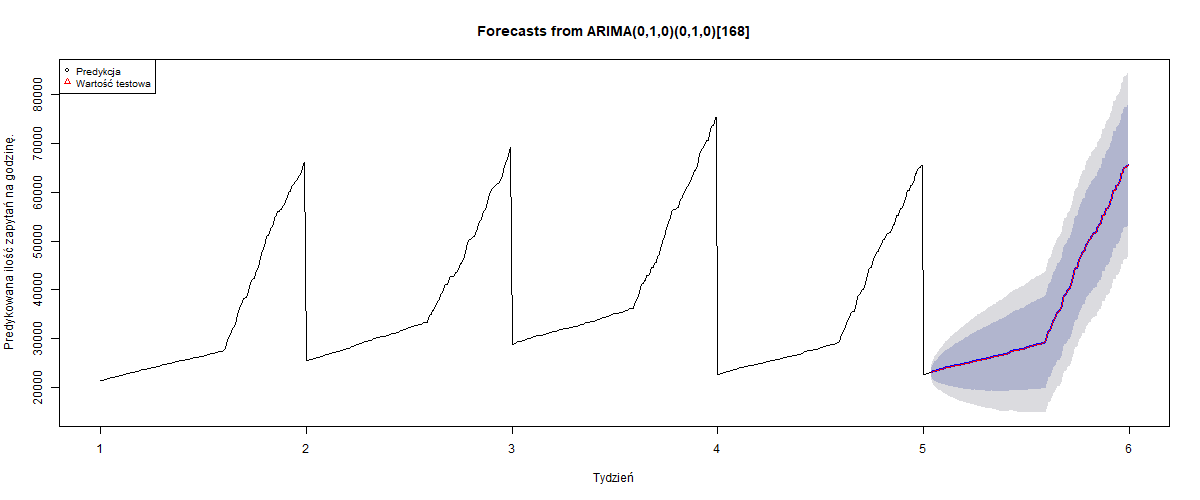 Forecasts from ARIMA(0,1,0)(0,1,0)[168]
Predykcja
Wartość testowa
Predykowana ilość zapytań na godzinę.
80000
70000
60000
50000
40000
30000
20000
1 2 3 4 5 6
Tydzień